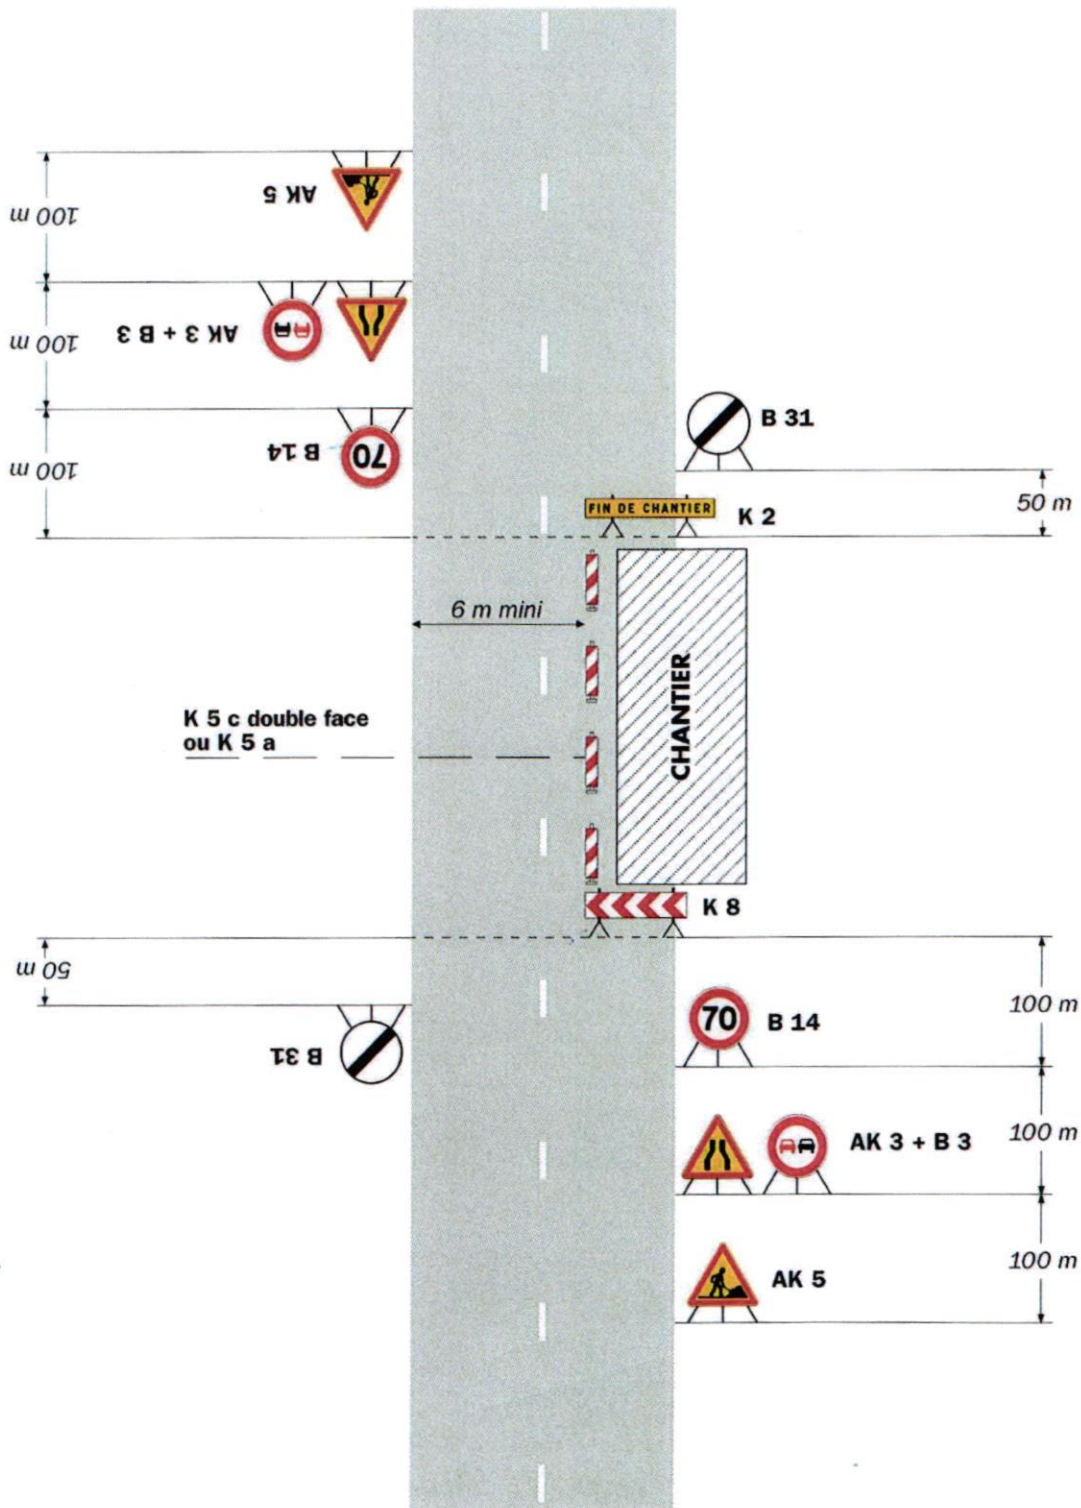 AK 5
100 m
AK 3 + B 3
100 m
70
B 14
100 m
B 31
50 m
FIN DE CHANTIER
K 2
6 m mini
CHANTIER
K 5 c double face
ou K 5 a
K 8
50 m
B 31
70
B 14
100 m
AK 3 + B 3
100 m
AK 5
100 m